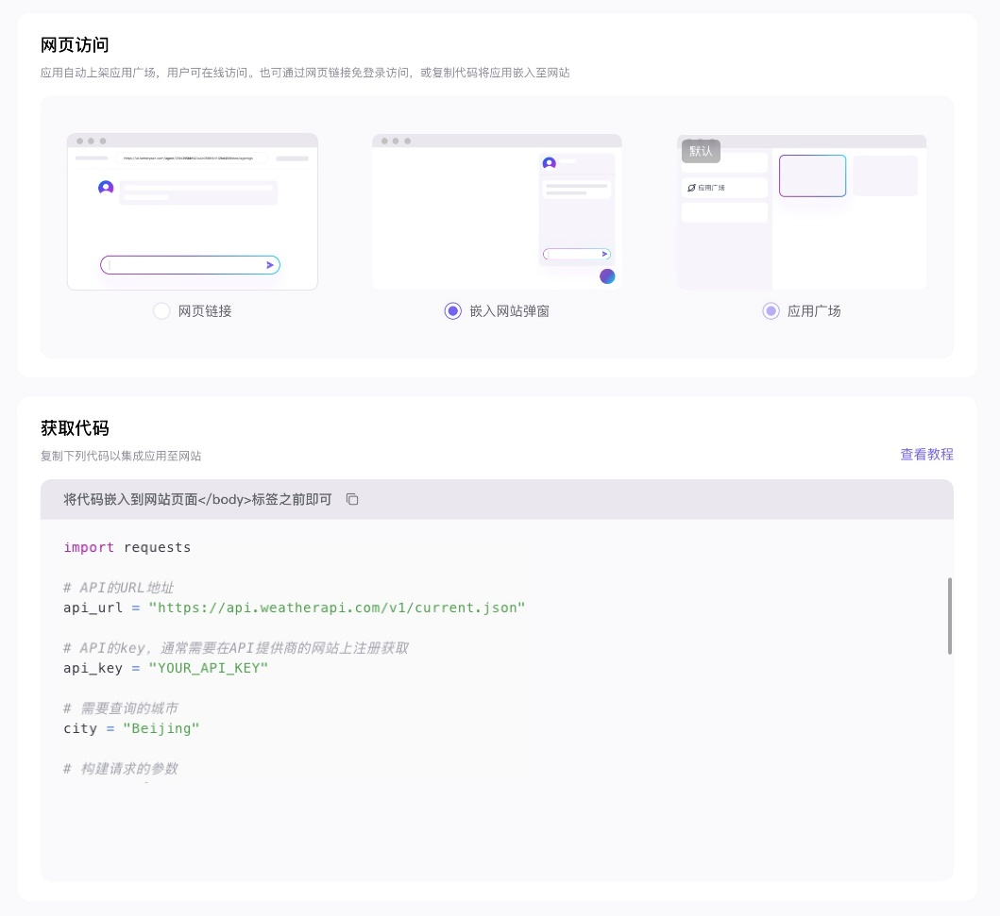 网页访问
应用自动上架应用广场，用户可在线访问。也可通过网页链接免登录访问，或复制代码将应用嵌入至网站
默认
应用广场
网页链接
嵌入网站弹窗
应用广场
获取代码
复制下列代码以集成应用至网站
查看教程
将代码嵌入到网站页面</body>标签之前即可
import requests
# API的URL地址
api_url = "https://api.weatherapi.com/v1/current.json"
# API的key，通常需要在API提供商的网站上注册获取
api_key = "YOUR_API_KEY"
# 需要查询的城市
city = "Beijing"
# 构建请求的参数